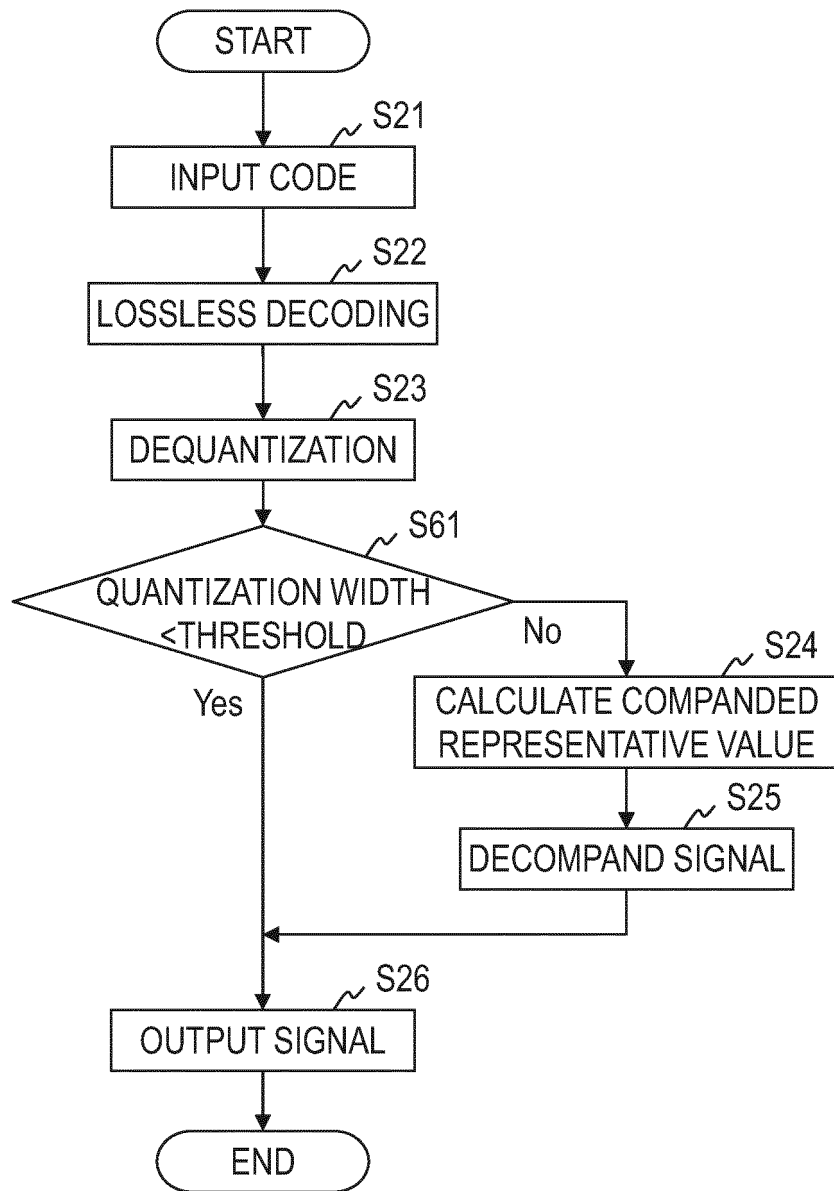 START
S21
INPUT CODE
S22
LOSSLESS DECODING
S23
DEQUANTIZATION
S61
QUANTIZATION WIDTH
<THRESHOLD
No
Yes
S24
CALCULATE COMPANDED
REPRESENTATIVE VALUE
S25
DECOMPAND SIGNAL
S26
OUTPUT SIGNAL
END